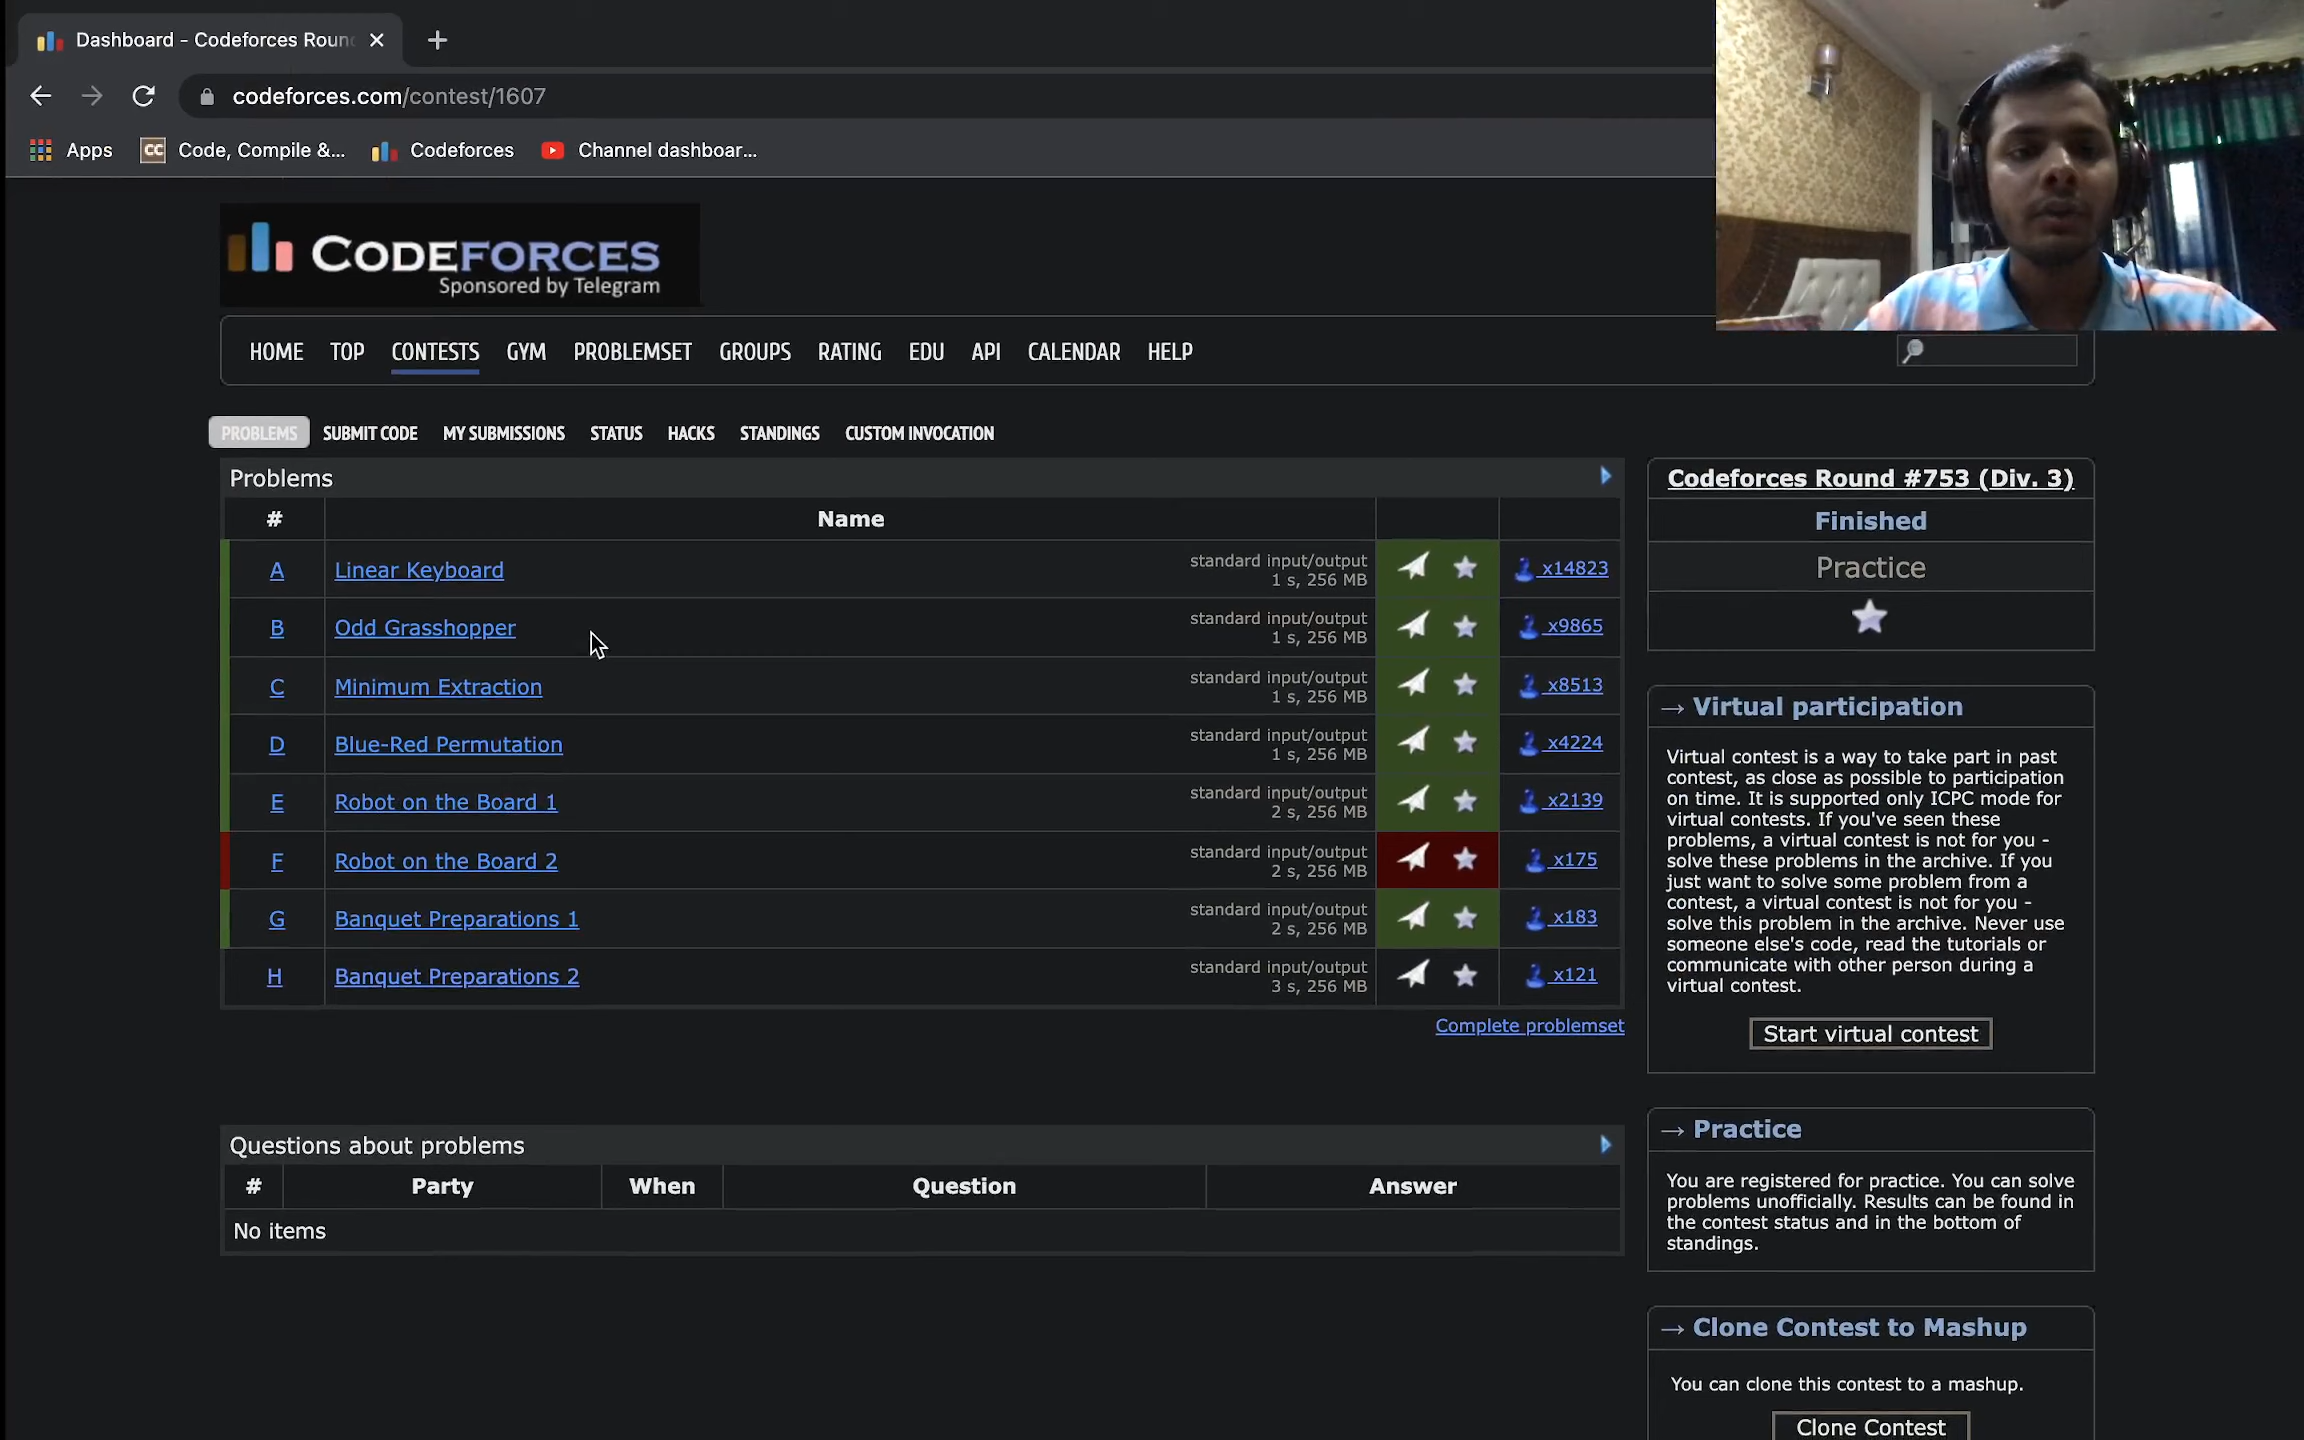 Dashboard - Codeforces Roun
codeforces.com/contest/1607
Apps
CC
Code, Compile &...
Codeforces
Channel dashboar...
CODEFORCES
Sponsored by Telegram
HOME TOP CONTESTS GYM PROBLEMSET GROUPS RATING EDU API CALENDAR HELP
PROBLEMS SUBMIT CODE MY SUBMISSIONS STATUS HACKS STANDINGS CUSTOM INVOCATION
Problems
# Name
A Linear Keyboard standard input/output x14823
1 s, 256 MB
B Odd Grasshopper standard input/output x9865
1 s, 256 MB
C Minimum Extraction standard input/output x8513
1 s, 256 MB
D Blue-Red Permutation standard input/output x4224
1 s, 256 MB
E Robot on the Board 1 standard input/output x2139
2 s, 256 MB
F Robot on the Board 2 standard input/output x175
2 s, 256 MB
G Banquet Preparations 1 standard input/output x183
2 s, 256 MB
H Banquet Preparations 2 standard input/output x121
3 s, 256 MB
Complete problemset
Questions about problems
# Party When Question Answer
No items
Codeforces Round #753 (Div. 3)
Finished
Practice
→ Virtual participation
Virtual contest is a way to take part in past
contest, as close as possible to participation
on time. It is supported only ICPC mode for
virtual contests. If you've seen these
problems, a virtual contest is not for you -
solve these problems in the archive. If you
just want to solve some problem from a
contest, a virtual contest is not for you -
solve this problem in the archive. Never use
someone else's code, read the tutorials or
communicate with other person during a
virtual contest.
Start virtual contest
→ Practice
You are registered for practice. You can solve
problems unofficially. Results can be found in
the contest status and in the bottom of
standings.
→ Clone Contest to Mashup
You can clone this contest to a mashup.
Clone Contest